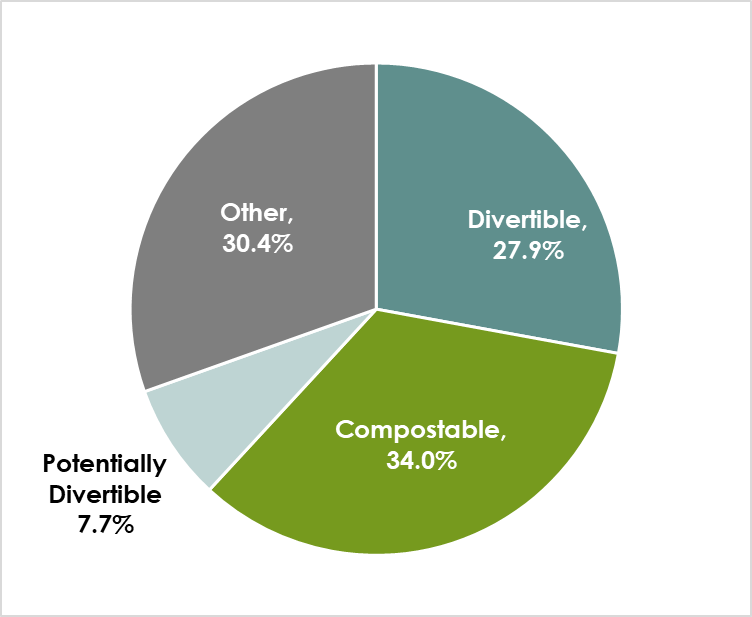 Other,
30.4%
Divertible,
27.9%
Compostable,
34.0%
Potentially
Divertible
7.7%